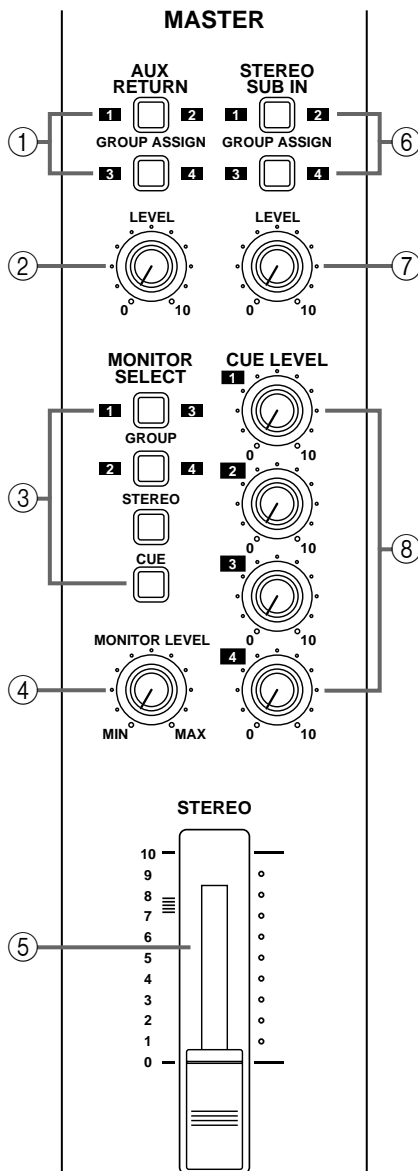 MASTER
AUX RETURN
STEREO SUB IN
1 2 1 2
① GROUP ASSIGN GROUP ASSIGN ⑥
3 4 3 4
LEVEL LEVEL
② ⑦
0 10 0 10
MONITOR SELECT
CUE LEVEL
1
1 3
GROUP
0 10
2 4
2
③ STEREO ⑧
0 10
CUE
3
0 10
MONITOR LEVEL
4
④
MIN MAX 0 10
STEREO
10
9
8
7
6
⑤ 5
4
3
2
1
0